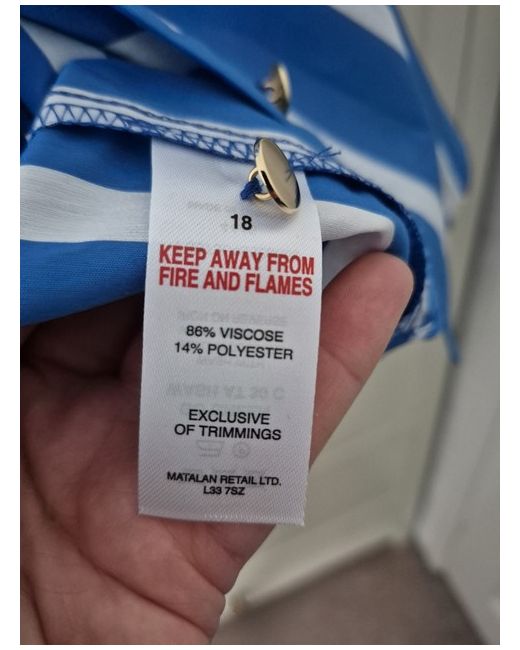 18
KEEP AWAY FROM
FIRE AND FLAMES
86% VISCOSE
14% POLYESTER
EXCLUSIVE
OF TRIMMINGS
MATALAN RETAIL LTD.
L33 7SZ